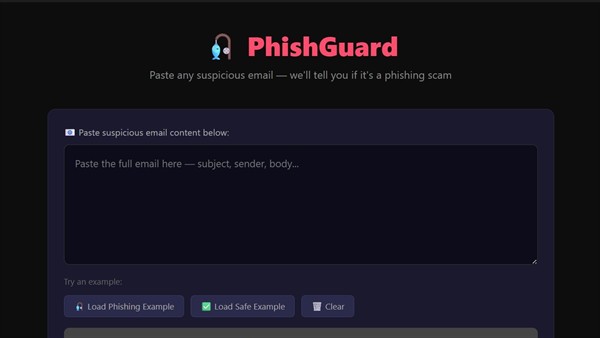 PhishGuard
Paste any suspicious email — we'll tell you if it's a phishing scam
Paste suspicious email content below:
Paste the full email here — subject, sender, body...
Try an example:
Load Phishing Example
Load Safe Example
Clear